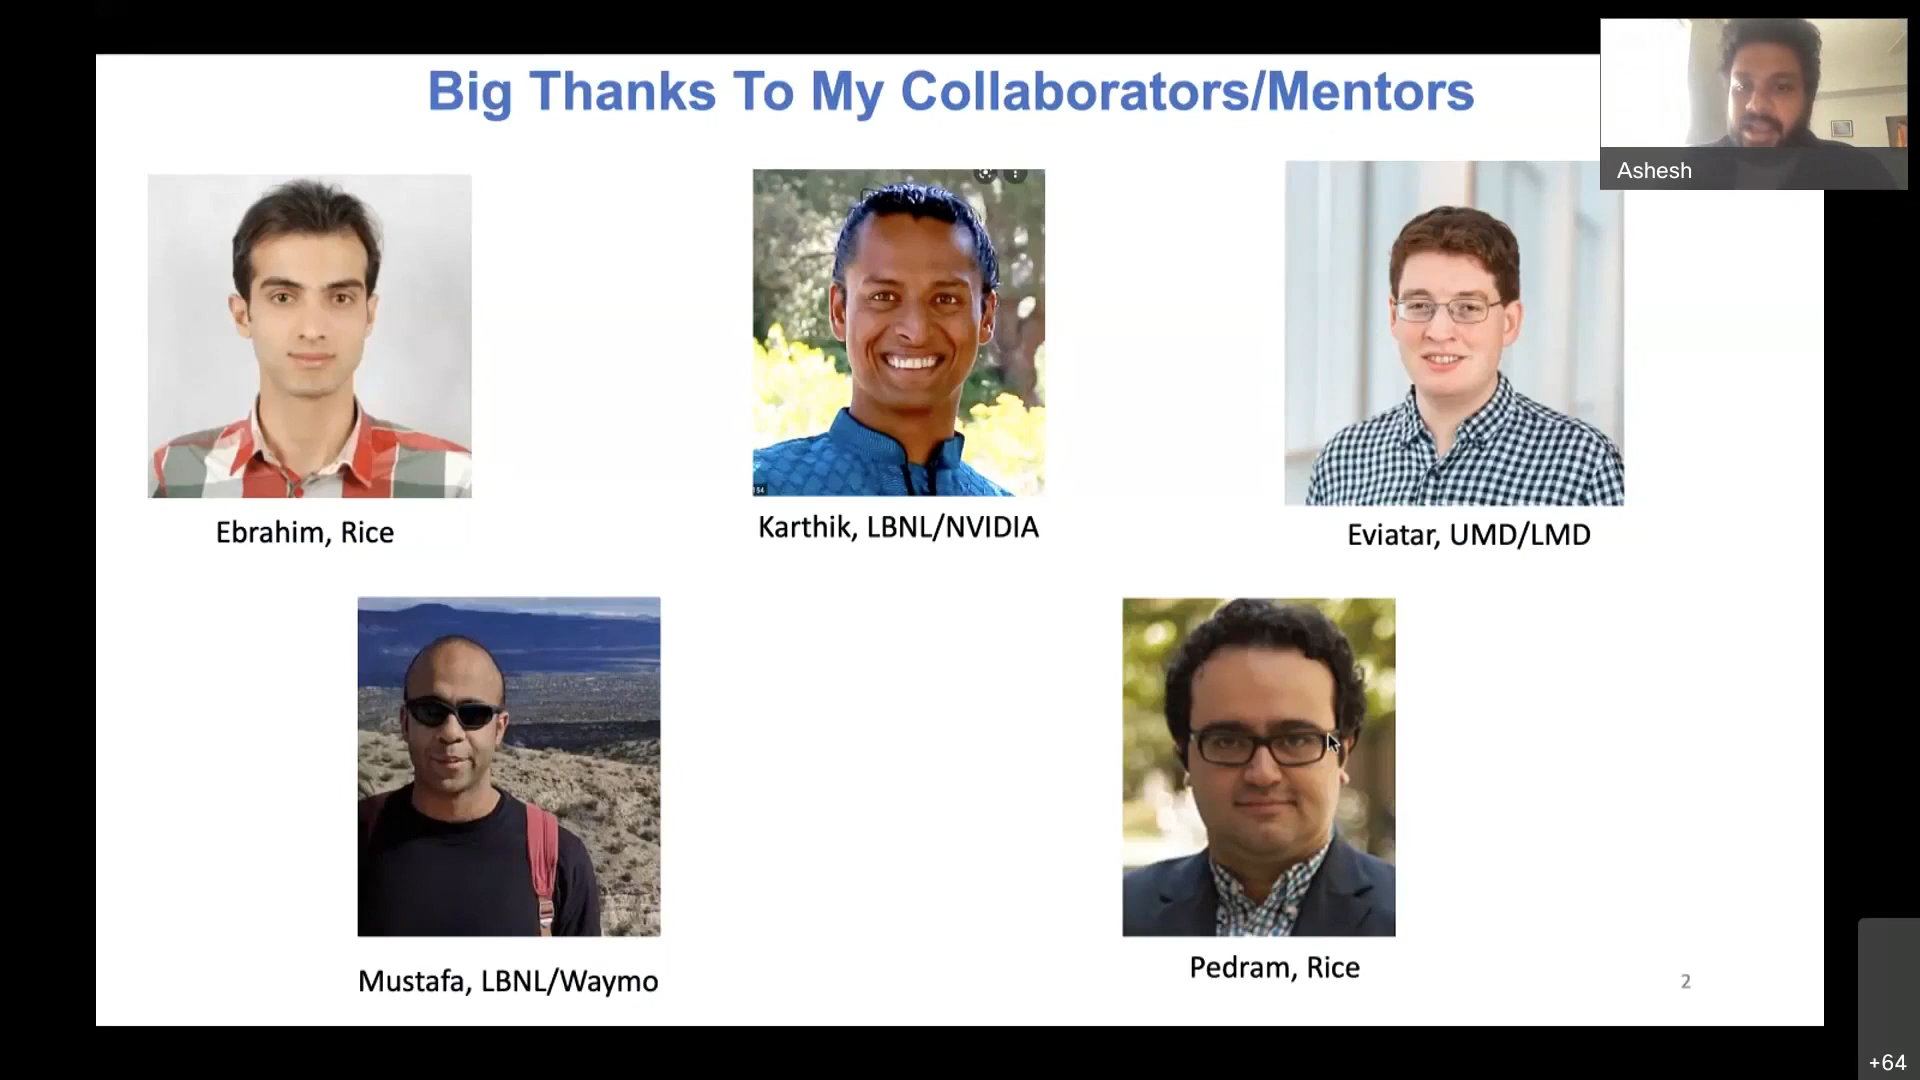 Big Thanks To My Collaborators/Mentors
Ashesh
Ebrahim, Rice
Karthik, LBNL/NVIDIA
Eviatar, UMD/LMD
Mustafa, LBNL/Waymo
Pedram, Rice
2
+64